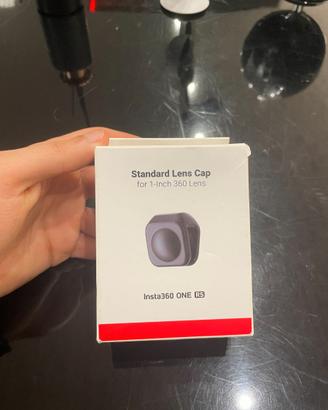 Standard Lens Cap
for 1-Inch 360 Lens
Insta360 ONE RS